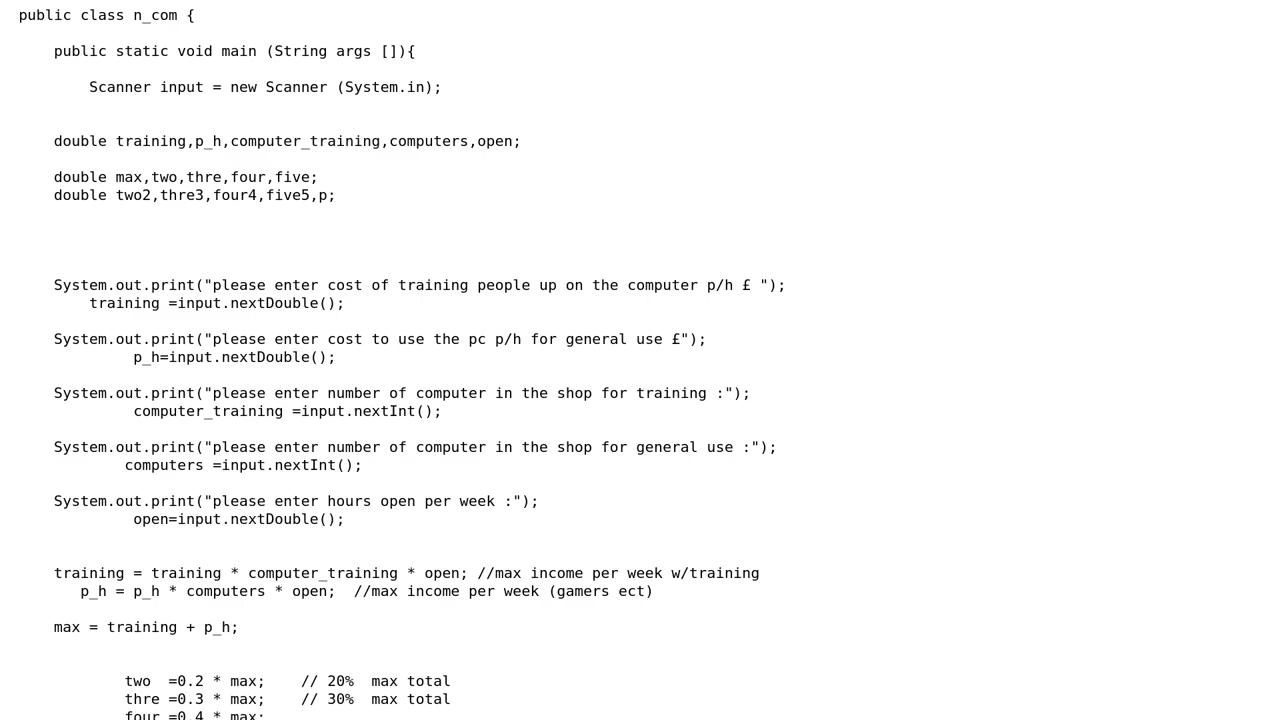 public class n_com {
public static void main (String args []){
Scanner input = new Scanner (System.in);
double training,p_h,computer_training,computers,open;
double max,two,thre,four,five;
double two2,thre3,four4,five5,p;
System.out.print("please enter cost of training people up on the computer p/h £ ");
training =input.nextDouble();
System.out.print("please enter cost to use the pc p/h for general use £");
p_h=input.nextDouble();
System.out.print("please enter number of computer in the shop for training :");
computer_training =input.nextInt();
System.out.print("please enter number of computer in the shop for general use :");
computers =input.nextInt();
System.out.print("please enter hours open per week :");
open=input.nextDouble();
training = training * computer_training * open; //max income per week w/training
p_h = p_h * computers * open;  //max income per week (gamers ect)
max = training + p_h;
two  =0.2 * max;    // 20%  max total
thre =0.3 * max;    // 30%  max total
four =0.4 * max;